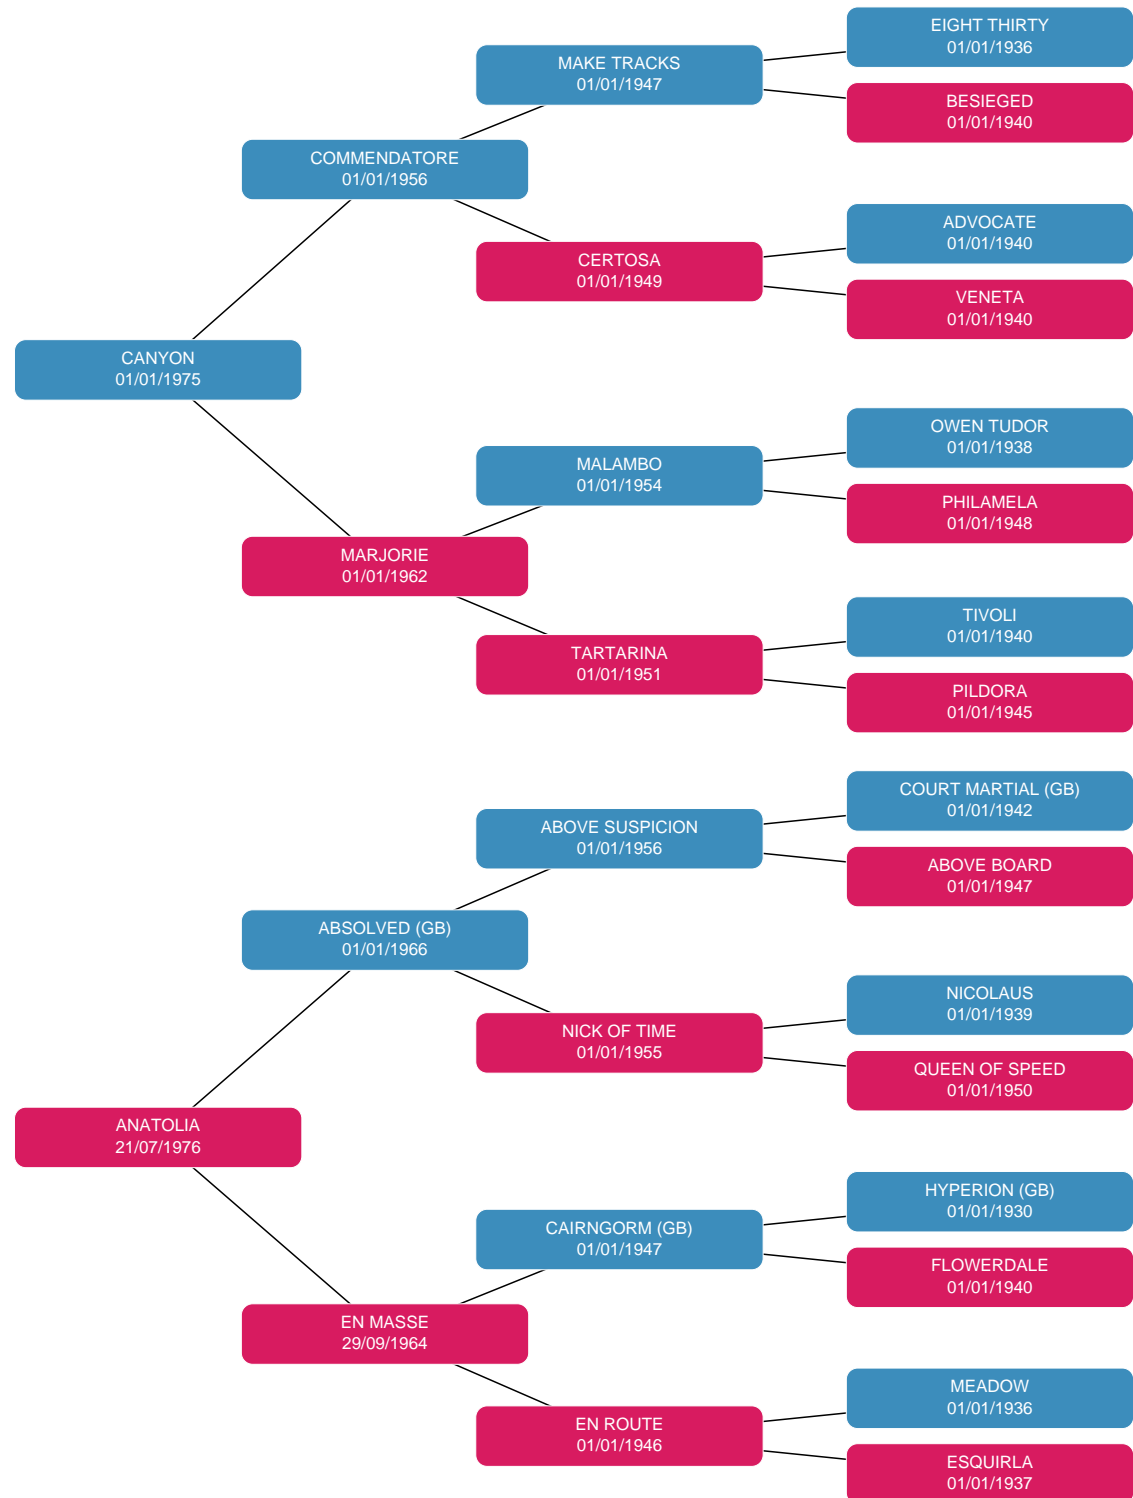 EIGHT THIRTY
01/01/1936
MAKE TRACKS
01/01/1947
BESIEGED
01/01/1940
COMMENDATORE
01/01/1956
ADVOCATE
01/01/1940
CERTOSA
01/01/1949
VENETA
01/01/1940
CANYON
01/01/1975
OWEN TUDOR
01/01/1938
MALAMBO
01/01/1954
PHILAMELA
01/01/1948
MARJORIE
01/01/1962
TIVOLI
01/01/1940
TARTARINA
01/01/1951
PILDORA
01/01/1945
COURT MARTIAL (GB)
01/01/1942
ABOVE SUSPICION
01/01/1956
ABOVE BOARD
01/01/1947
ABSOLVED (GB)
01/01/1966
NICOLAUS
01/01/1939
NICK OF TIME
01/01/1955
QUEEN OF SPEED
01/01/1950
ANATOLIA
21/07/1976
HYPERION (GB)
01/01/1930
CAIRNGORM (GB)
01/01/1947
FLOWERDALE
01/01/1940
EN MASSE
29/09/1964
MEADOW
01/01/1936
EN ROUTE
01/01/1946
ESQUIRLA
01/01/1937